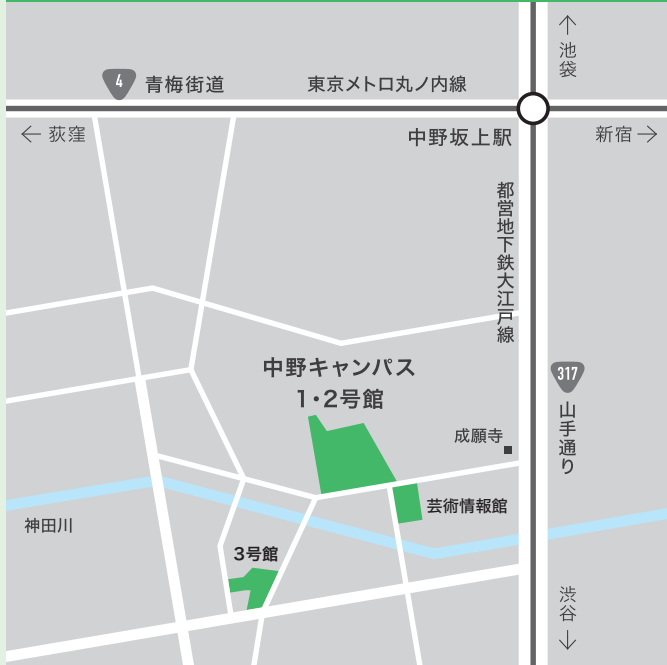 ↑
池袋
4
青梅街道
東京メトロ丸ノ内線
← 荻窪
中野坂上駅
新宿 →
都営地下鉄大江戸線
中野キャンパス
1・2号館
317
山手通り
成願寺
芸術情報館
神田川
3号館
渋谷
↓